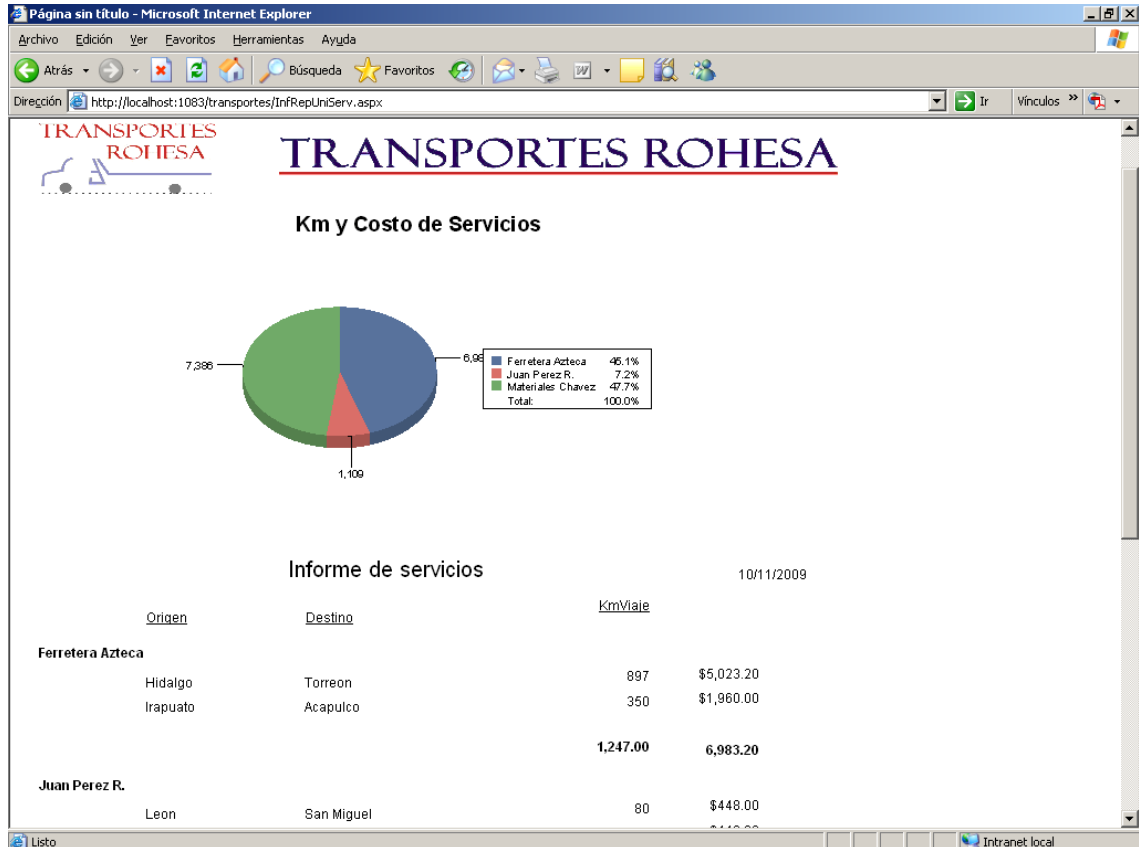 Página sin título - Microsoft Internet Explorer
Archivo Edición Ver Favoritos Herramientas Ayuda
Atrás Búsqueda Favoritos
Dirección http://localhost:1083/transportes/InfRepUniServ.aspx Ir Vínculos »
TRANSPORTES
ROHESA
TRANSPORTES ROHESA
Km y Costo de Servicios
7,386
6,98
Ferretera Azteca 45.1%
Juan Perez R. 7.2%
Materiales Chavez 47.7%
Total: 100.0%
1,109
Informe de servicios 10/11/2009
Origen Destino KmViaje
Ferretera Azteca
Hidalgo Torreon 897 $5,023.20
Irapuato Acapulco 350 $1,960.00
1,247.00 6,983.20
Juan Perez R.
Leon San Miguel 80 $448.00
Listo Intranet local